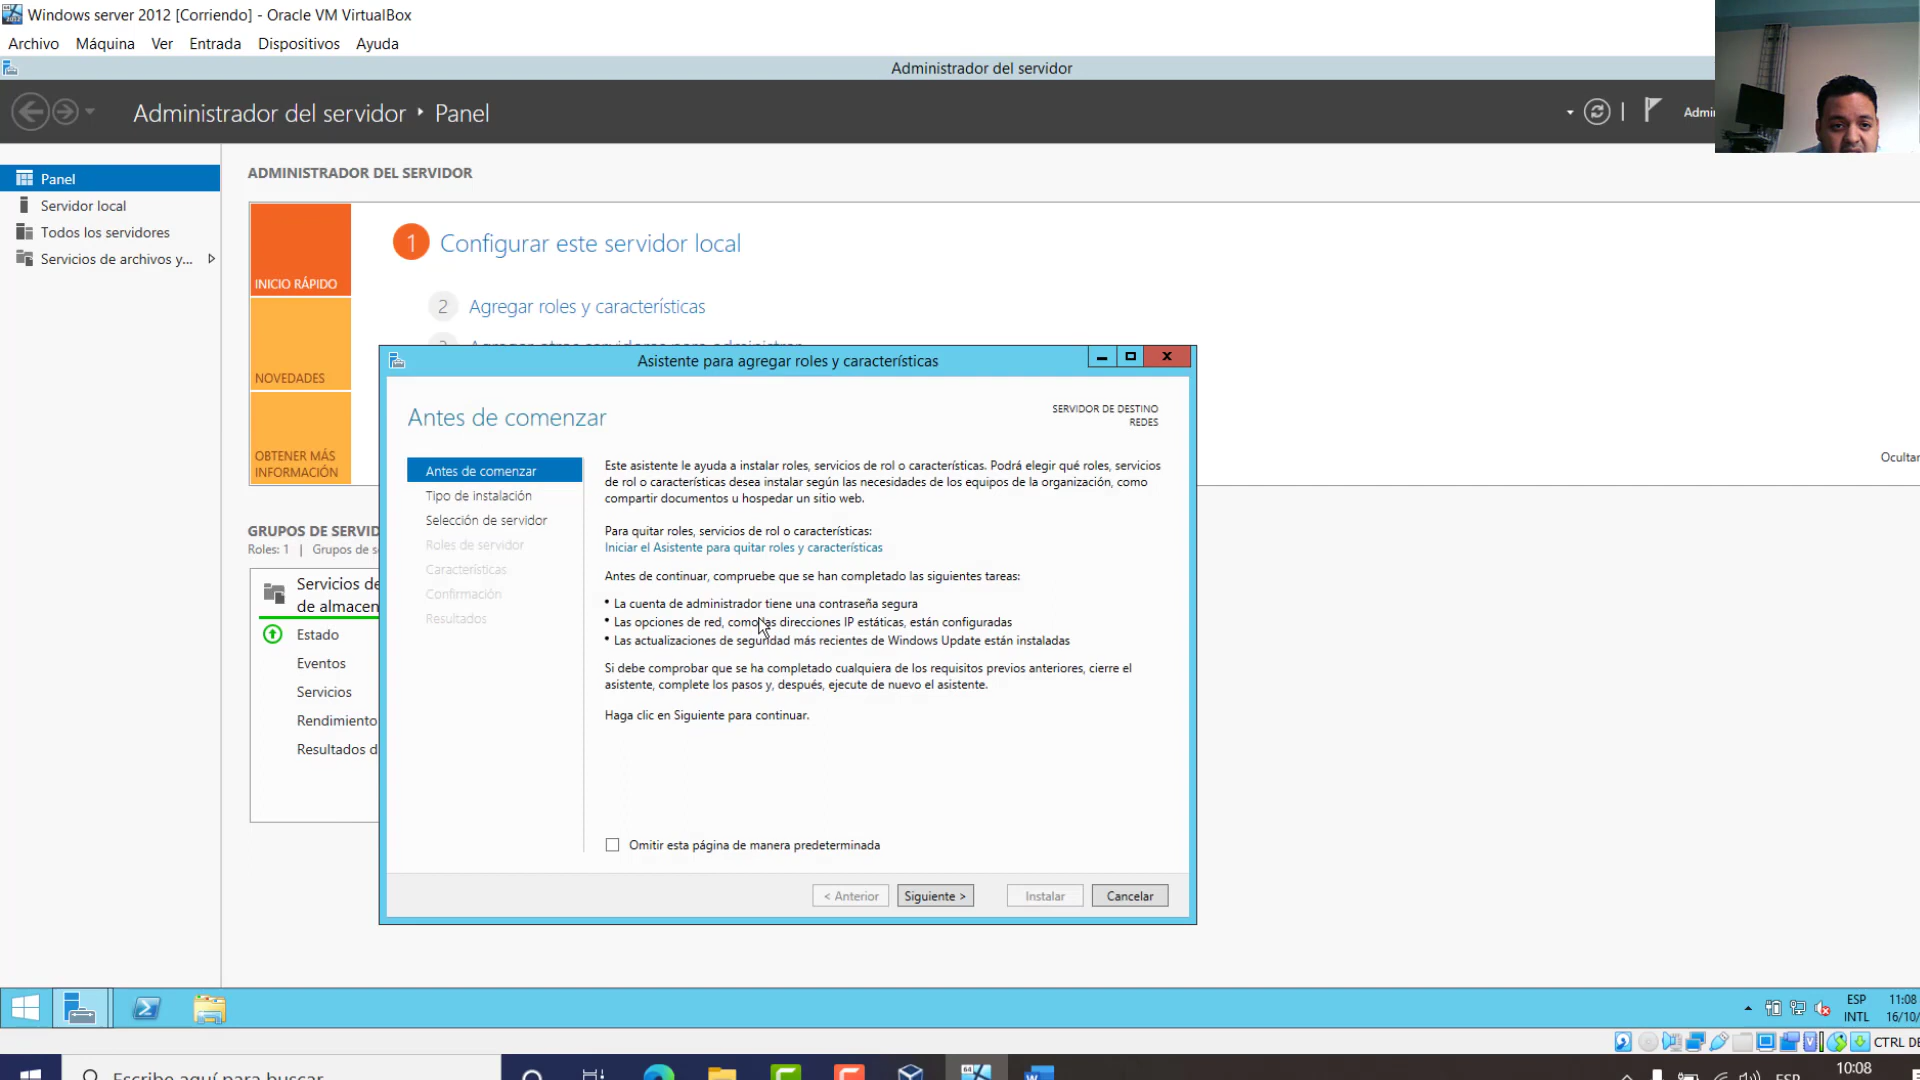 Windows server 2012 [Corriendo] - Oracle VM VirtualBox
Archivo Máquina Ver Entrada Dispositivos Ayuda
Administrador del servidor
Administrador del servidor ‣ Panel
Panel
Servidor local
Todos los servidores
Servicios de archivos y...
ADMINISTRADOR DEL SERVIDOR
INICIO RÁPIDO
NOVEDADES
OBTENER MÁS
INFORMACIÓN
1 Configurar este servidor local
2 Agregar roles y características
Ocultar
GRUPOS DE
Roles: 1 | Grupos de
Servicios
Estado
Eventos
Servicios
Rendimiento
Resultados
Asistente para agregar roles y características
Antes de comenzar
SERVIDOR DE DESTINO
REDES
Antes de comenzar
Tipo de instalación
Selección de servidor
Roles de servidor
Características
Confirmación
Resultados
Este asistente le ayuda a instalar roles, servicios de rol o características. Podrá elegir qué roles, servicios
de rol o características desea instalar según las necesidades de los equipos de la organización, como
compartir documentos u hospedar un sitio web.
Para quitar roles, servicios de rol o características:
Iniciar el Asistente para quitar roles y características
Antes de continuar, compruebe que se han completado las siguientes tareas:
• La cuenta de administrador tiene una contraseña segura
• Las opciones de red, como las direcciones IP estáticas, están configuradas
• Las actualizaciones de seguridad más recientes de Windows Update están instaladas
Si debe comprobar que se ha completado cualquiera de los requisitos previos anteriores, cierre el
asistente, complete los pasos y, después, ejecute de nuevo el asistente.
Haga clic en Siguiente para continuar.
Omitir esta página de manera predeterminada
< Anterior Siguiente > Instalar Cancelar
ESP 11:08
INTL 16/10/
CTRL DE
Escribe aquí para buscar
ESP
10:08